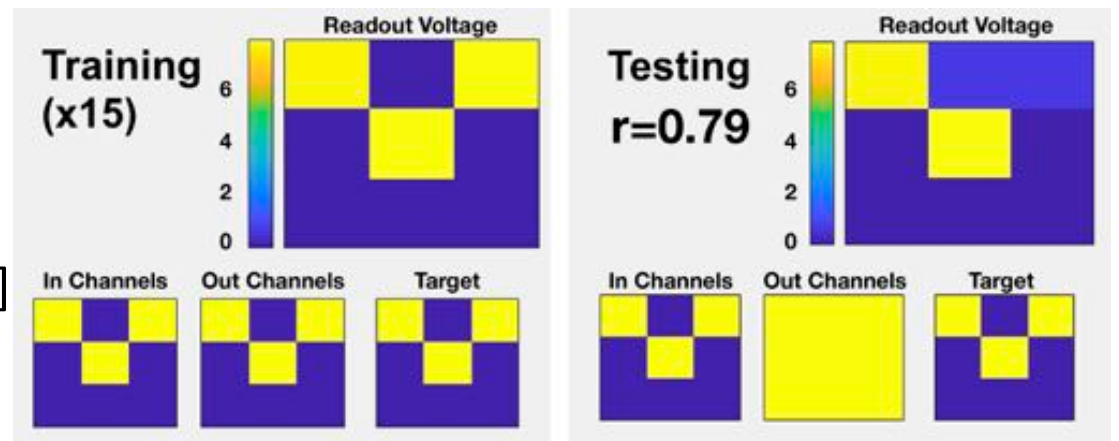 Training
(x15)
Readout Voltage
6
4
2
0
In Channels
Out Channels
Target
Testing
r=0.79
Readout Voltage
6
4
2
0
In Channels
Out Channels
Target